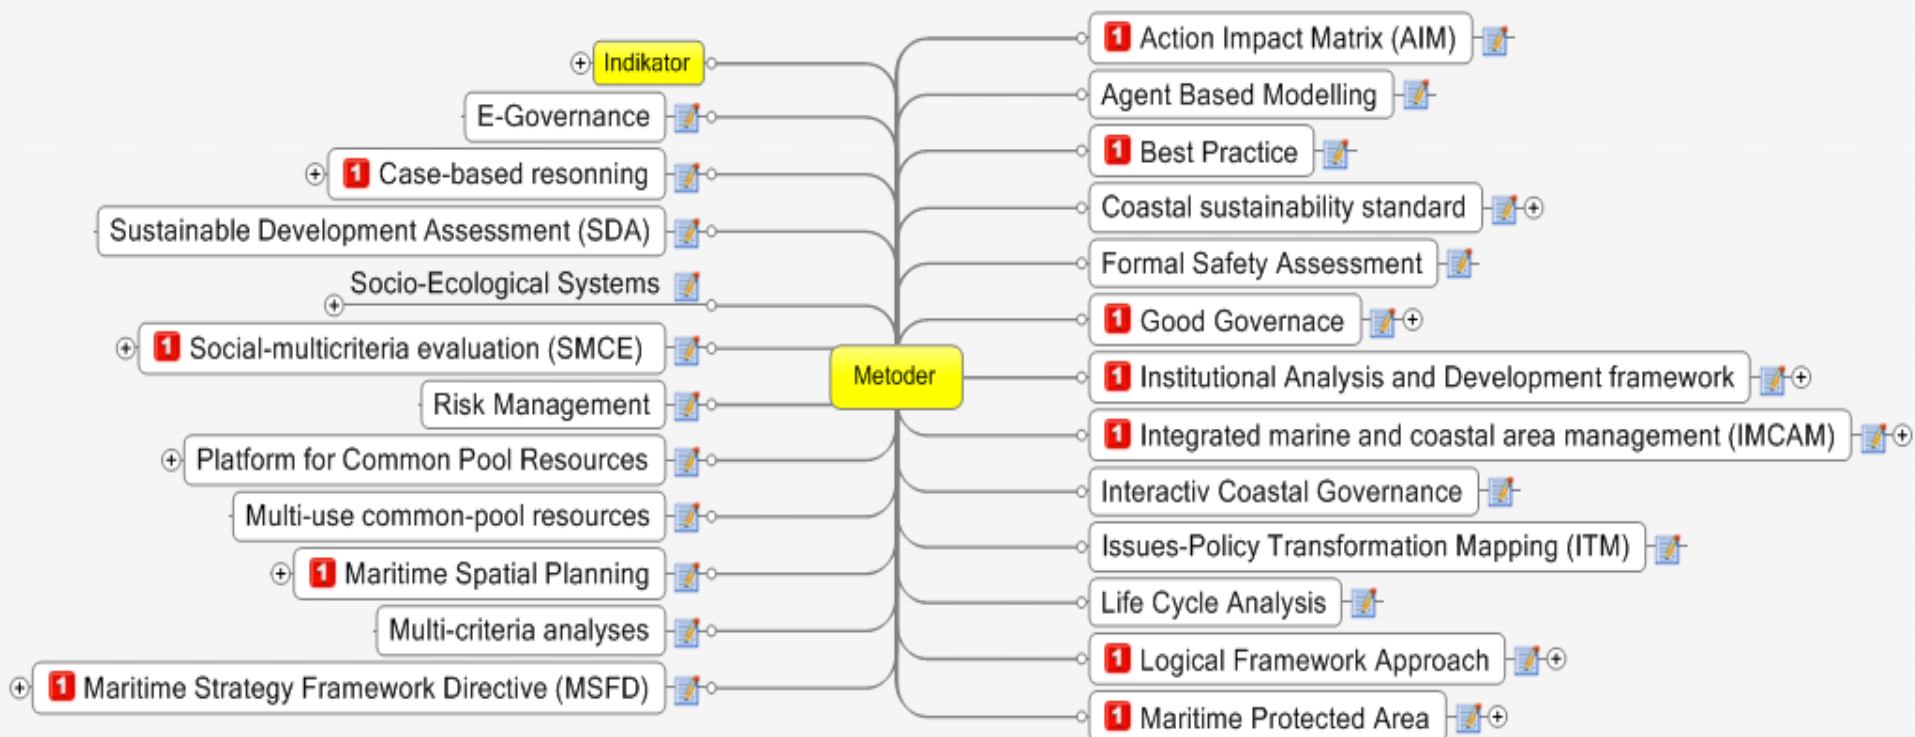 Indikator
E-Governance
1 Case-based resonning
Sustainable Development Assessment (SDA)
Socio-Ecological Systems
1 Social-multicriteria evaluation (SMCE)
Risk Management
Platform for Common Pool Resources
Multi-use common-pool resources
1 Maritime Spatial Planning
Multi-criteria analyses
1 Maritime Strategy Framework Directive (MSFD)
Metoder
1 Action Impact Matrix (AIM)
Agent Based Modelling
1 Best Practice
Coastal sustainability standard
Formal Safety Assessment
1 Good Governace
1 Institutional Analysis and Development framework
1 Integrated marine and coastal area management (IMCAM)
Interactiv Coastal Governance
Issues-Policy Transformation Mapping (ITM)
Life Cycle Analysis
1 Logical Framework Approach
1 Maritime Protected Area